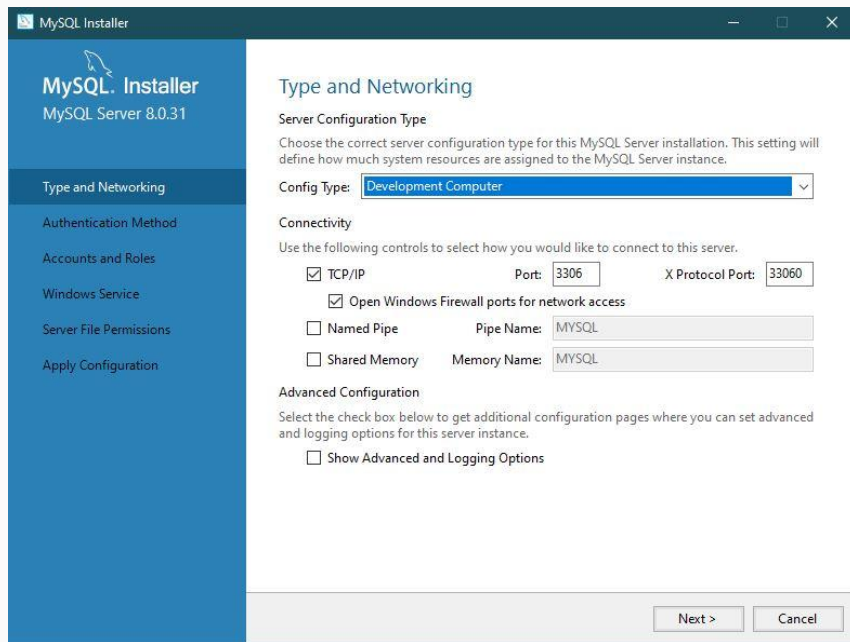 MySQL Installer
MySQL. Installer
MySQL Server 8.0.31
Type and Networking
Authentication Method
Accounts and Roles
Windows Service
Server File Permissions
Apply Configuration
Type and Networking
Server Configuration Type
Choose the correct server configuration type for this MySQL Server installation. This setting will
define how much system resources are assigned to the MySQL Server instance.
Config Type: Development Computer
Connectivity
Use the following controls to select how you would like to connect to this server.
TCP/IP Port: 3306 X Protocol Port: 33060
Open Windows Firewall ports for network access
Named Pipe Pipe Name: MYSQL
Shared Memory Memory Name: MYSQL
Advanced Configuration
Select the check box below to get additional configuration pages where you can set advanced
and logging options for this server instance.
Show Advanced and Logging Options
Next > Cancel